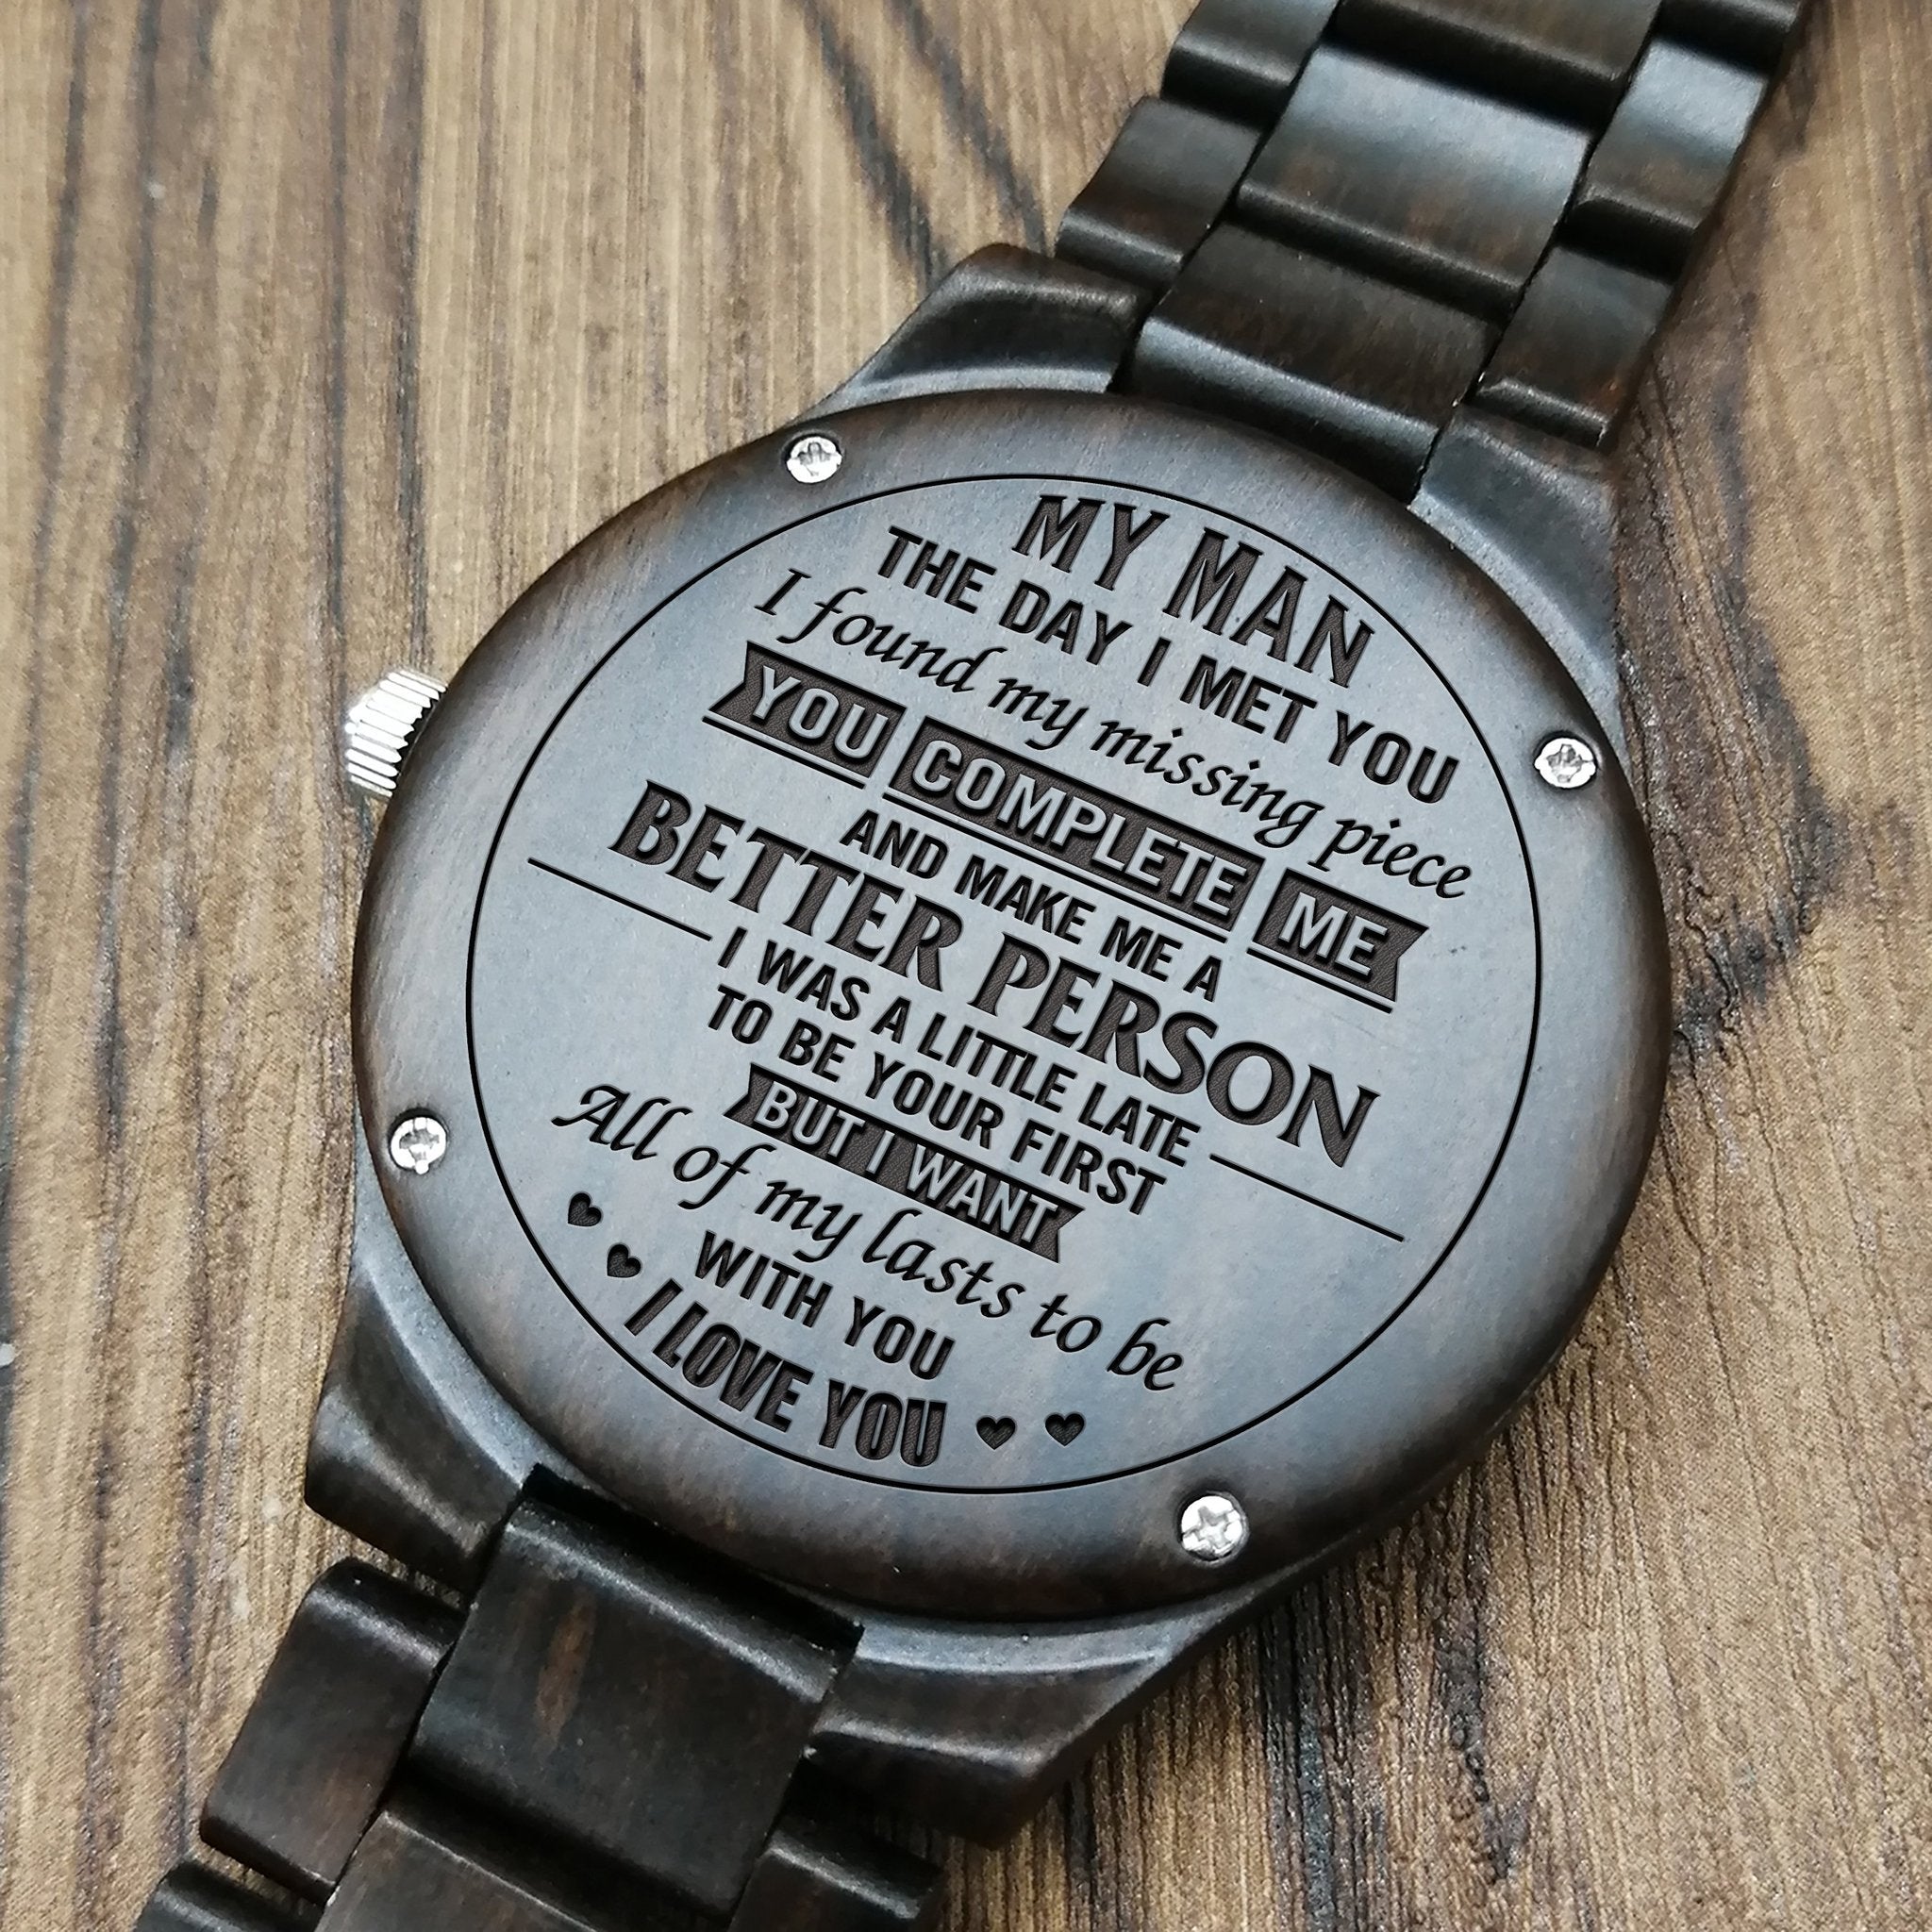 MY MAN
THE DAY I MET YOU
I found my missing piece
YOU COMPLETE ME
AND MAKE ME A
BETTER PERSON
I WAS A LITTLE LATE
TO BE YOUR FIRST
BUT I WANT
All of my lasts to be
WITH YOU
I LOVE YOU